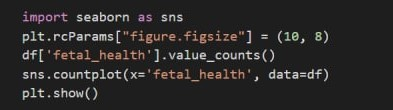 import seaborn as sns
plt.rcParams["figure.figsize"] = (10, 8)
df['fetal_health'].value_counts()
sns.countplot(x='fetal_health', data=df)
plt.show()